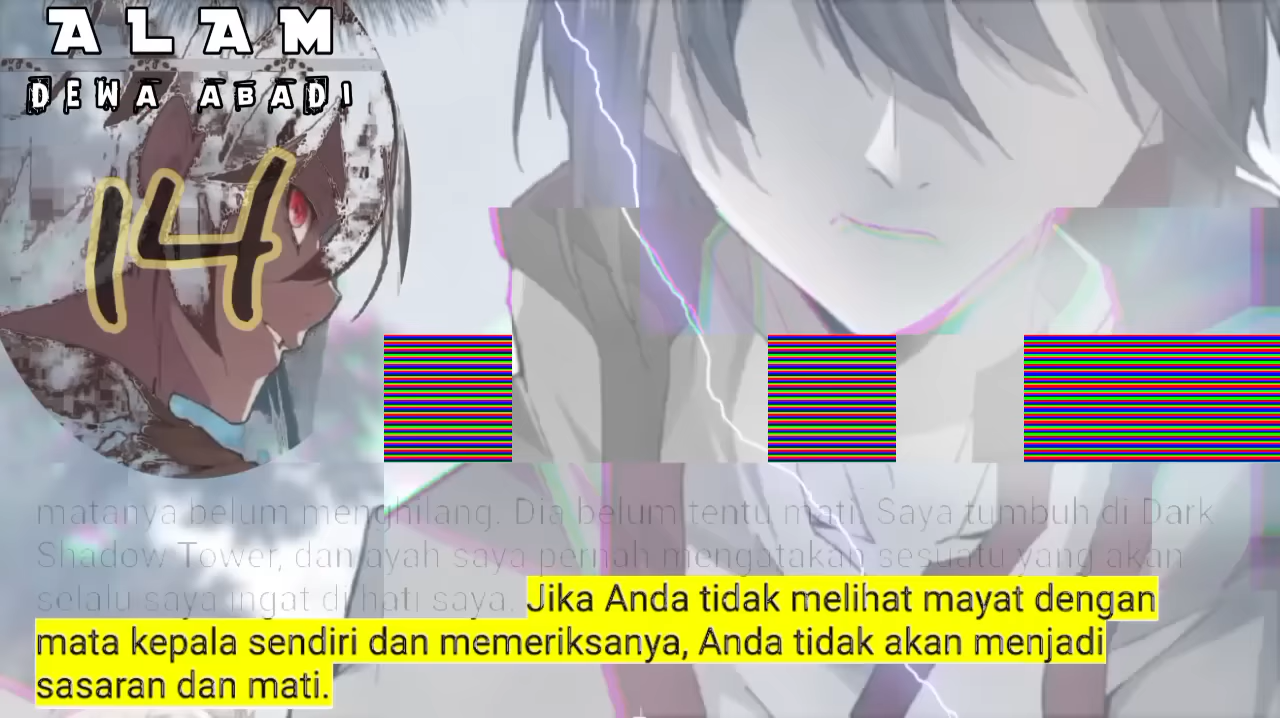 ALAM
DEWA ABADI
14
matanya belum menghilang. Dia belum tentu mati. Saya tumbuh di Dark
Shadow Tower, dan ayah saya pernah mengatakan sesuatu yang akan
selalu saya ingat di hati saya. Jika Anda tidak melihat mayat dengan
mata kepala sendiri dan memeriksanya, Anda tidak akan menjadi
sasaran dan mati.